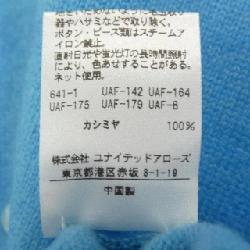 器やハサミなどで取り除く。
ボタン・ビーズ類はスチームア
イロン禁止。
直射日光や蛍光灯の長時間照射
により、色あせすることがある。
ネット使用。
641-1 UAF-142 UAF-164
UAF-175 UAF-179 UAF-6
カシミヤ 100%
株式会社 ユナイテッドアローズ
東京都港区赤坂 8-1-19
中国製